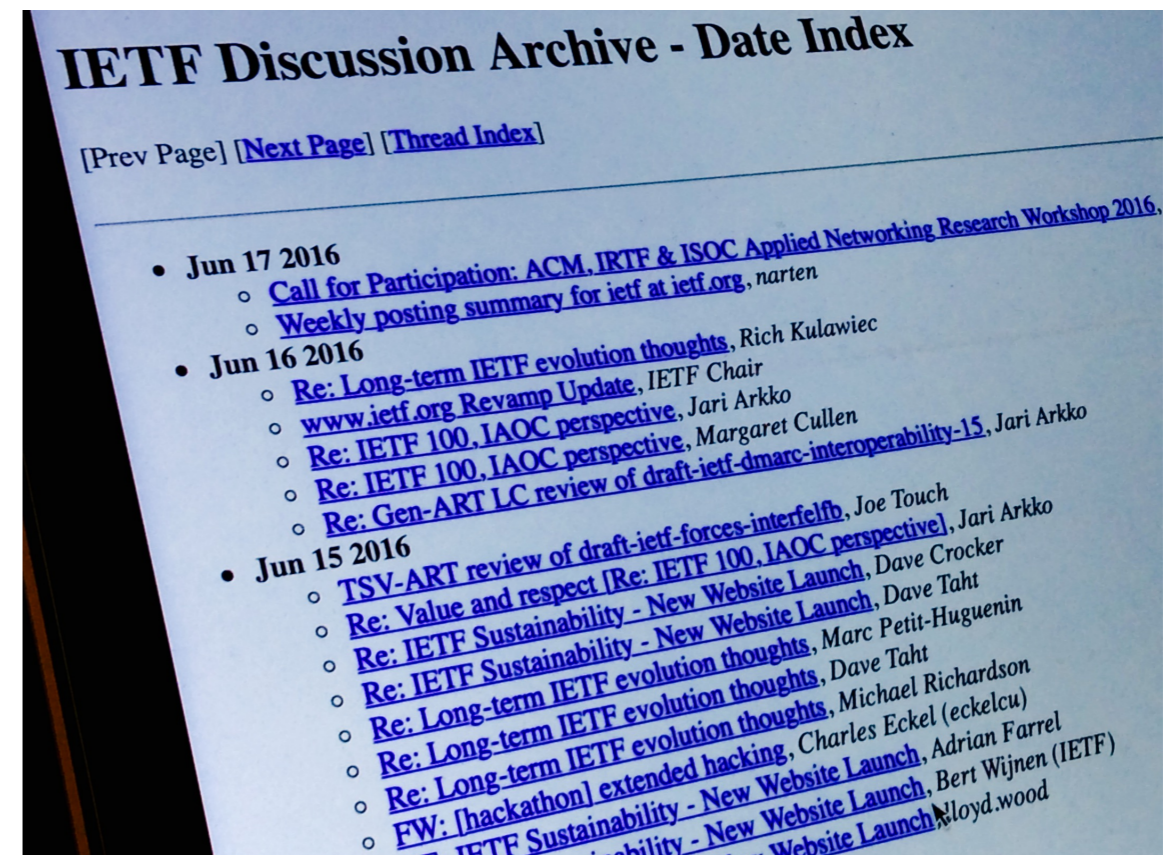 IETF Discussion Archive - Date Index
[Prev Page] [Next Page] [Thread Index]
• Jun 17 2016
◦ Call for Participation: ACM, IRTF & ISOC Applied Networking Research Workshop 2016,
◦ Weekly posting summary for ietf at ietf.org, narten
• Jun 16 2016
◦ Re: Long-term IETF evolution thoughts, Rich Kulawiec
◦ www.ietf.org Revamp Update, IETF Chair
◦ Re: IETF 100, IAOC perspective, Jari Arkko
◦ Re: IETF 100, IAOC perspective, Margaret Cullen
◦ Re: Gen-ART LC review of draft-ietf-dmarc-interoperability-15, Jari Arkko
• Jun 15 2016
◦ TSV-ART review of draft-ietf-forces-interfelfb, Joe Touch
◦ Re: Value and respect [Re: IETF 100, IAOC perspective], Jari Arkko
◦ Re: IETF Sustainability - New Website Launch, Dave Crocker
◦ Re: IETF Sustainability - New Website Launch, Dave Taht
◦ Re: Long-term IETF evolution thoughts, Marc Petit-Huguenin
◦ Re: Long-term IETF evolution thoughts, Dave Taht
◦ Re: Long-term IETF evolution thoughts, Michael Richardson
◦ FW: [hackathon] extended hacking, Charles Eckel (eckelcu)
IETF Sustainability - New Website Launch, Adrian Farrel
- New Website Launch, Bert Wijnen (IETF)
Website Launch, lloyd.wood